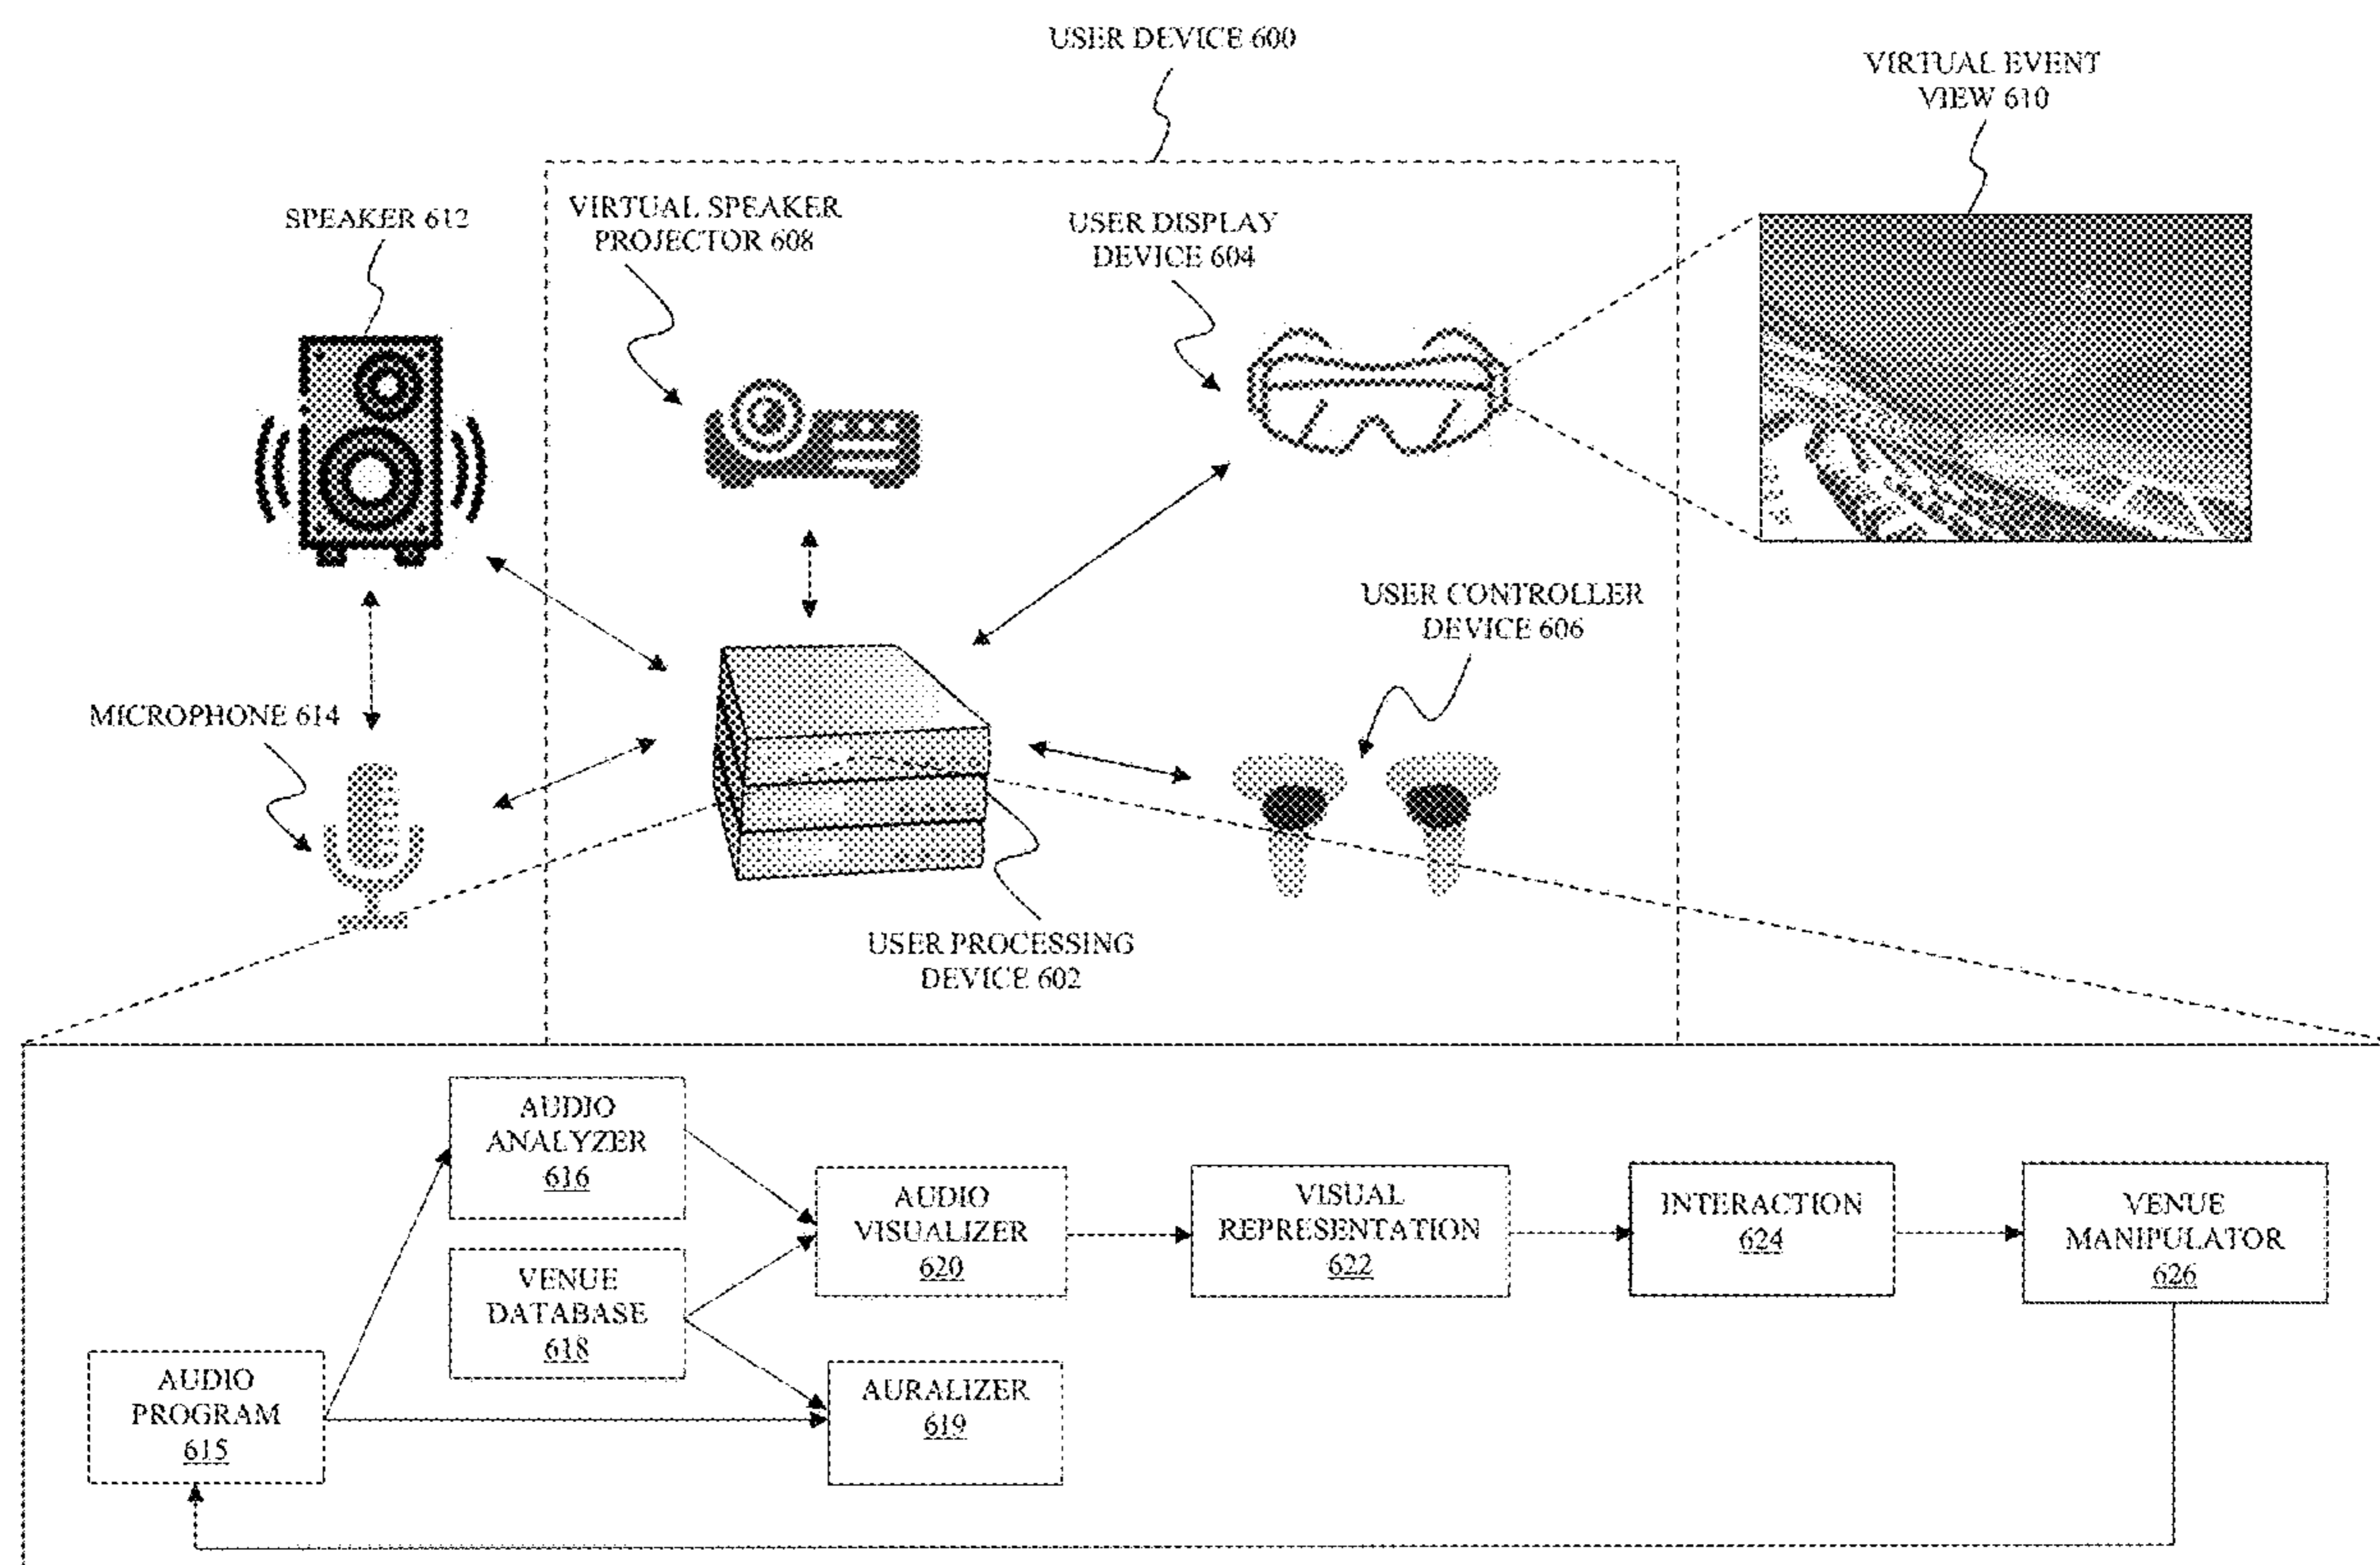 USER DEVICE 600
VIRTUAL EVENT
VIEW 610
SPEAKER 612
VIRTUAL SPEAKER
PROJECTOR 608
USER DISPLAY
DEVICE 604
USER CONTROLLER
DEVICE 606
MICROPHONE 614
USER PROCESSING
DEVICE 602
AUDIO
ANALYZER
616
VENUE
DATABASE
618
AUDIO
PROGRAM
615
AUDIO
VISUALIZER
620
AURALIZER
619
VISUAL
REPRESENTATION
622
INTERACTION
624
VENUE
MANIPULATOR
626